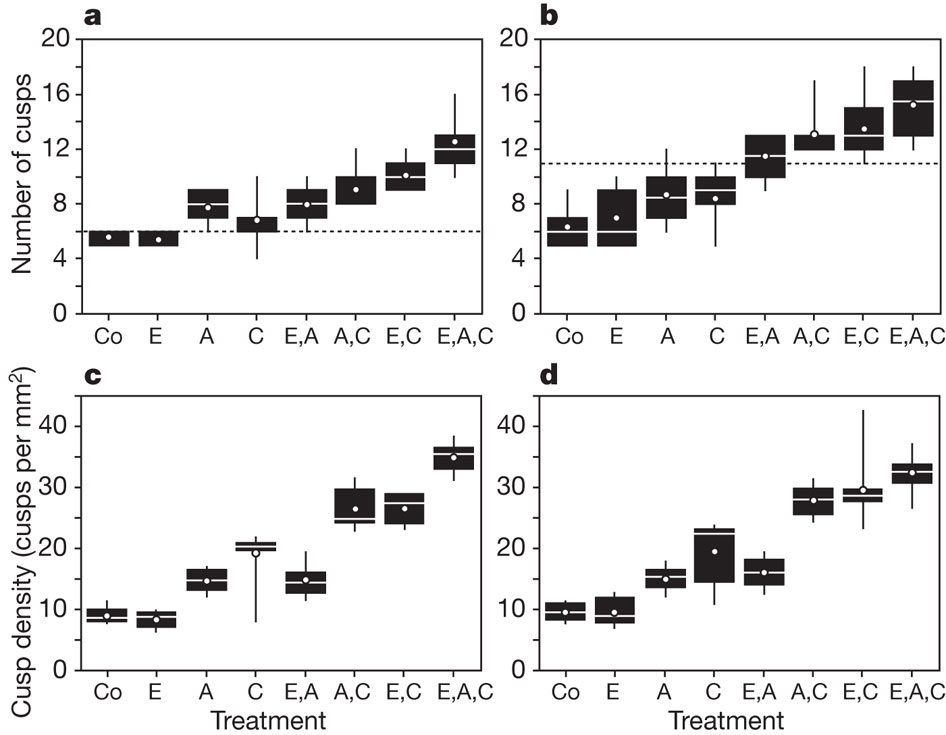 a
b
Number of cusps
20
16
12
8
4
0
Co E A C E,A A,C E,C E,A,C
20
16
12
8
4
0
Co E A C E,A A,C E,C E,A,C
c
d
Cusp density (cusps per mm²)
40
30
20
10
0
Co E A C E,A A,C E,C E,A,C
Treatment
40
30
20
10
0
Co E A C E,A A,C E,C E,A,C
Treatment